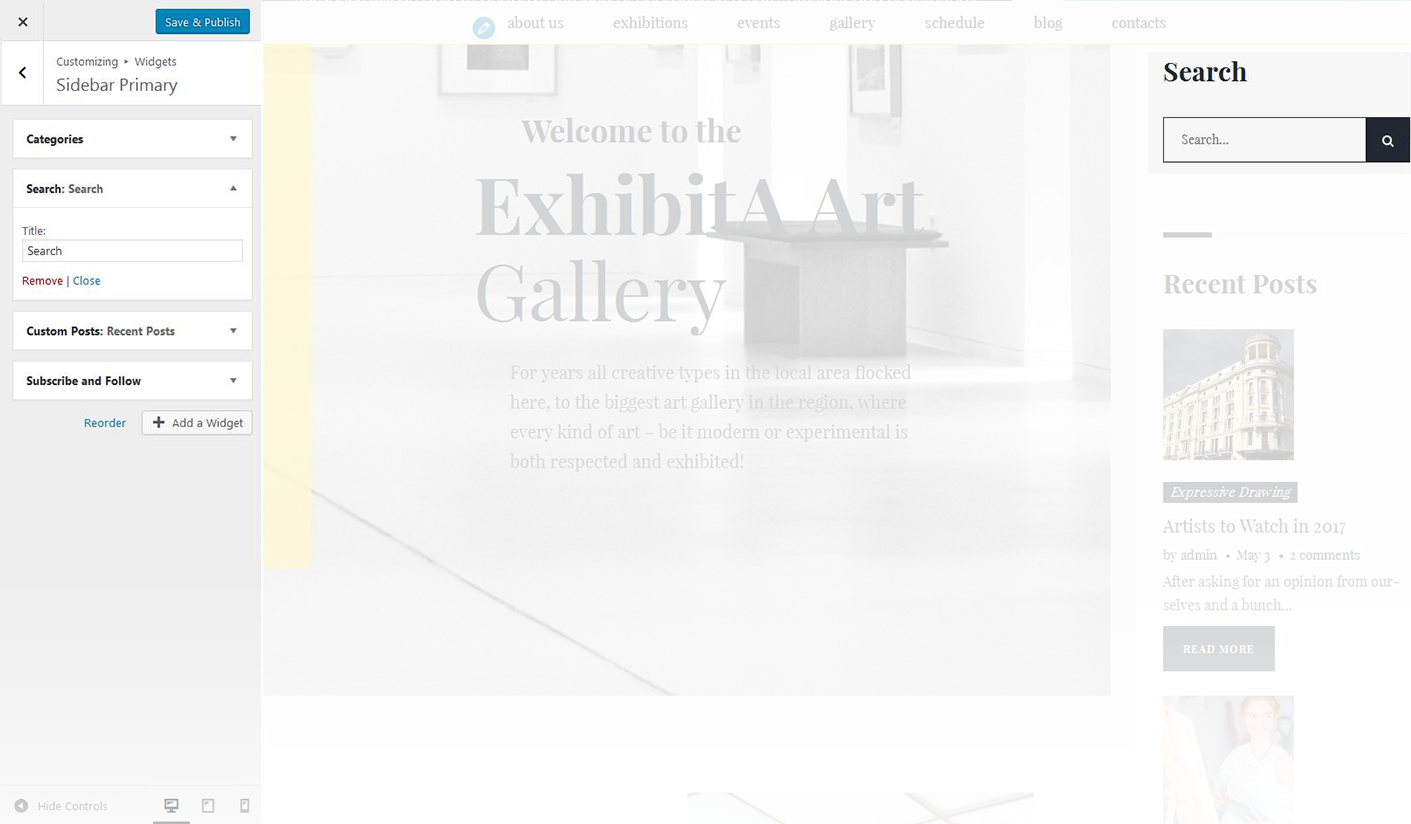 Save & Publish
Customizing ▸ Widgets
Sidebar Primary
Categories
Search: Search
Title:
Search
Remove | Close
Custom Posts: Recent Posts
Subscribe and Follow
Reorder
Add a Widget
Hide Controls
about us exhibitions events gallery schedule blog contacts
Welcome to the
ExhibitA Art
Gallery
For years all creative types in the local area flocked
here, to the biggest art gallery in the region, where
every kind of art – be it modern or experimental is
both respected and exhibited!
Search
Search...
Recent Posts
Expressive Drawing
Artists to Watch in 2017
by admin • May 3 • 2 comments
After asking for an opinion from our-
selves and a bunch...
READ MORE